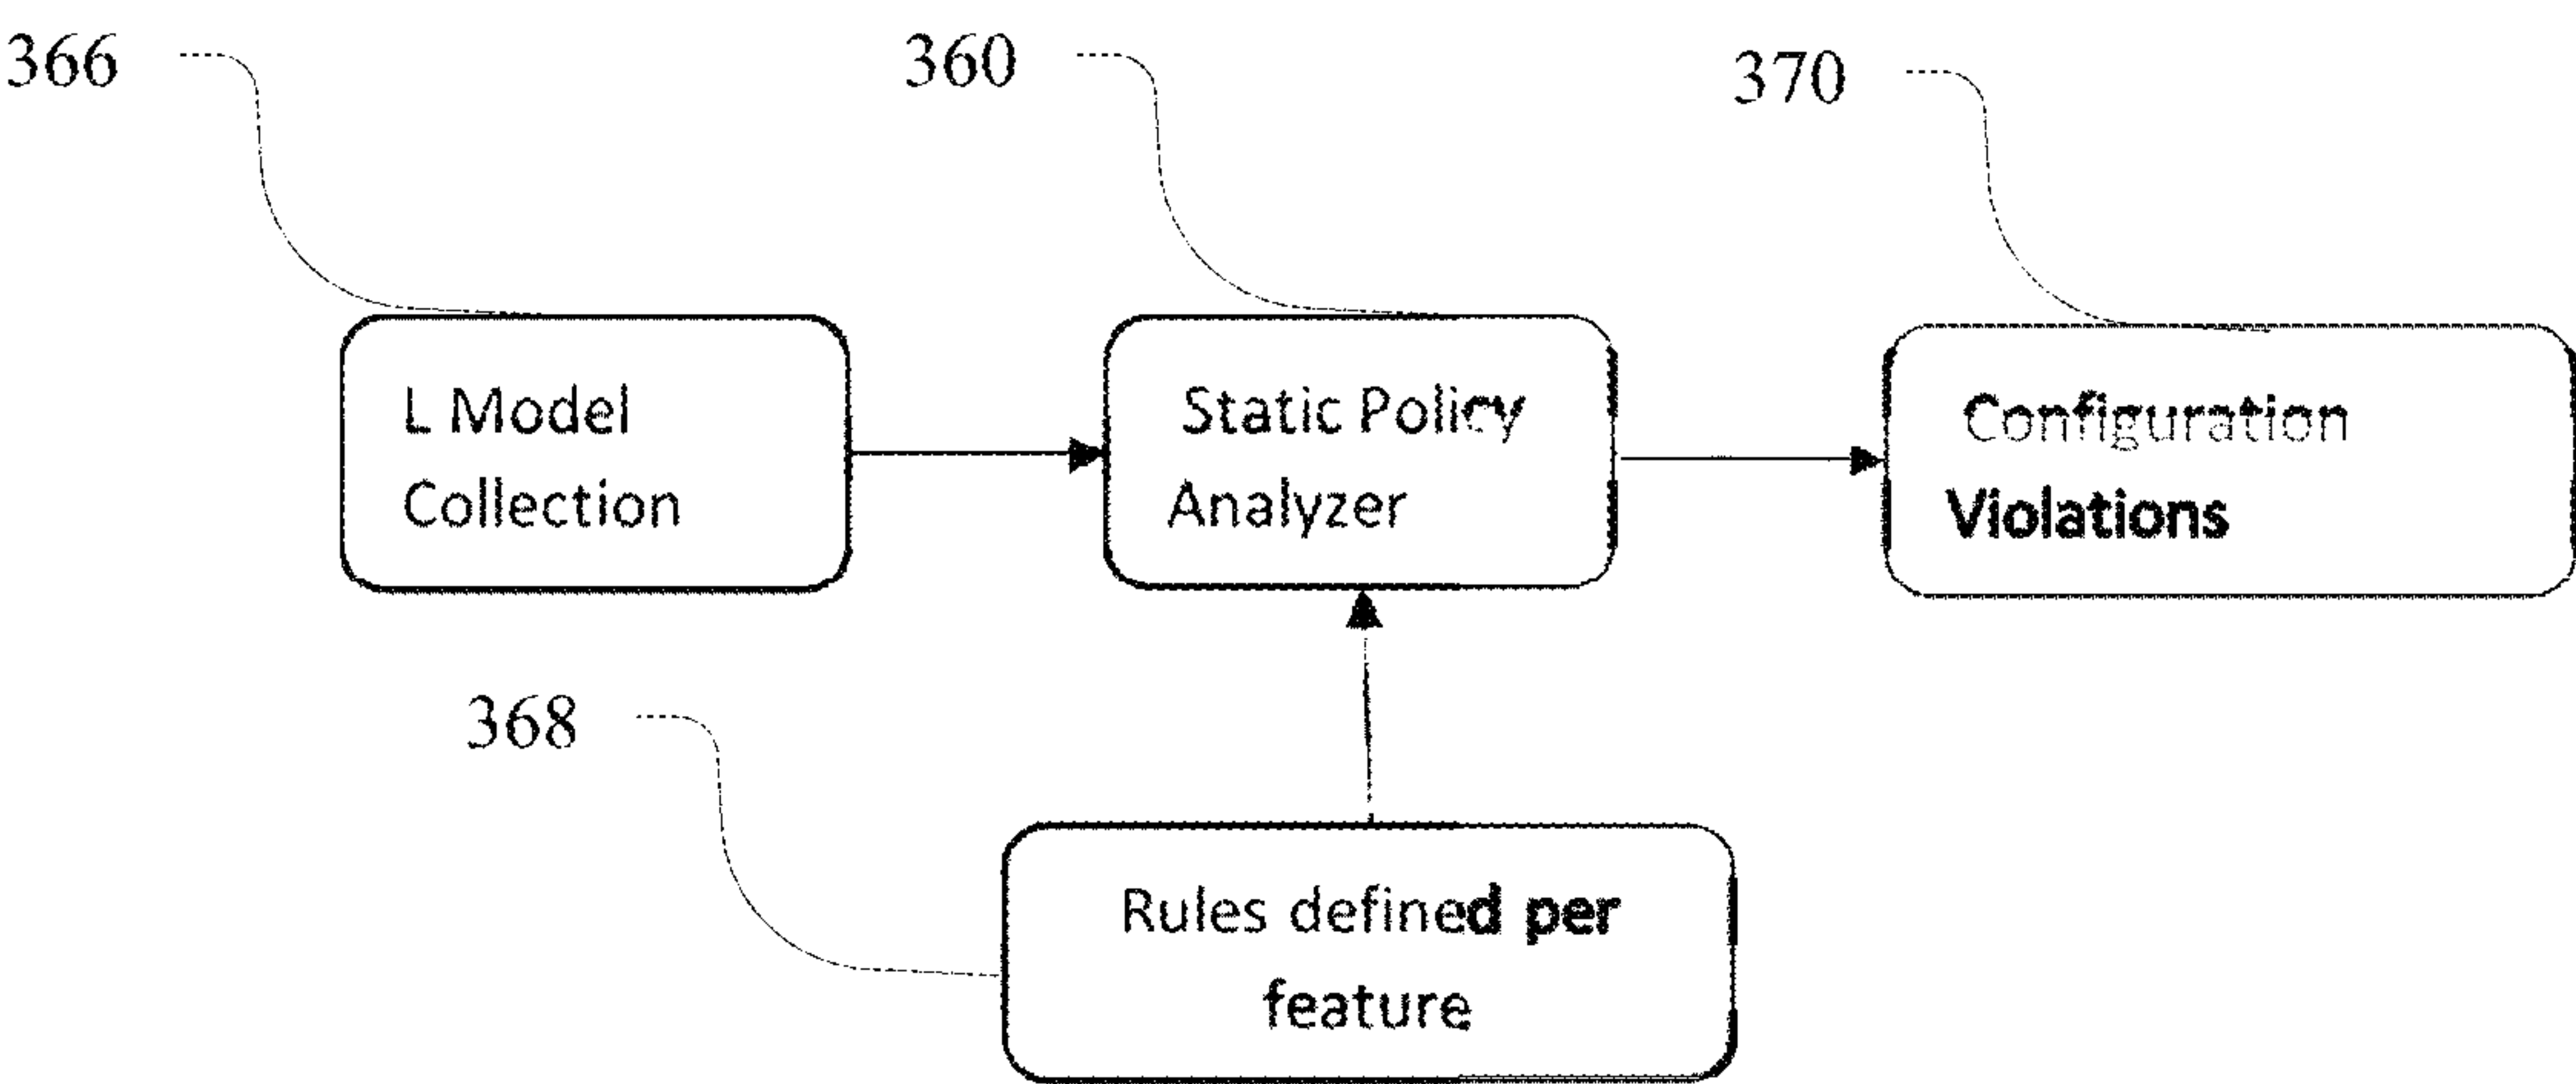 366
360
370
L Model
Collection
Static Policy
Analyzer
Configuration
Violations
368
Rules defined per
feature